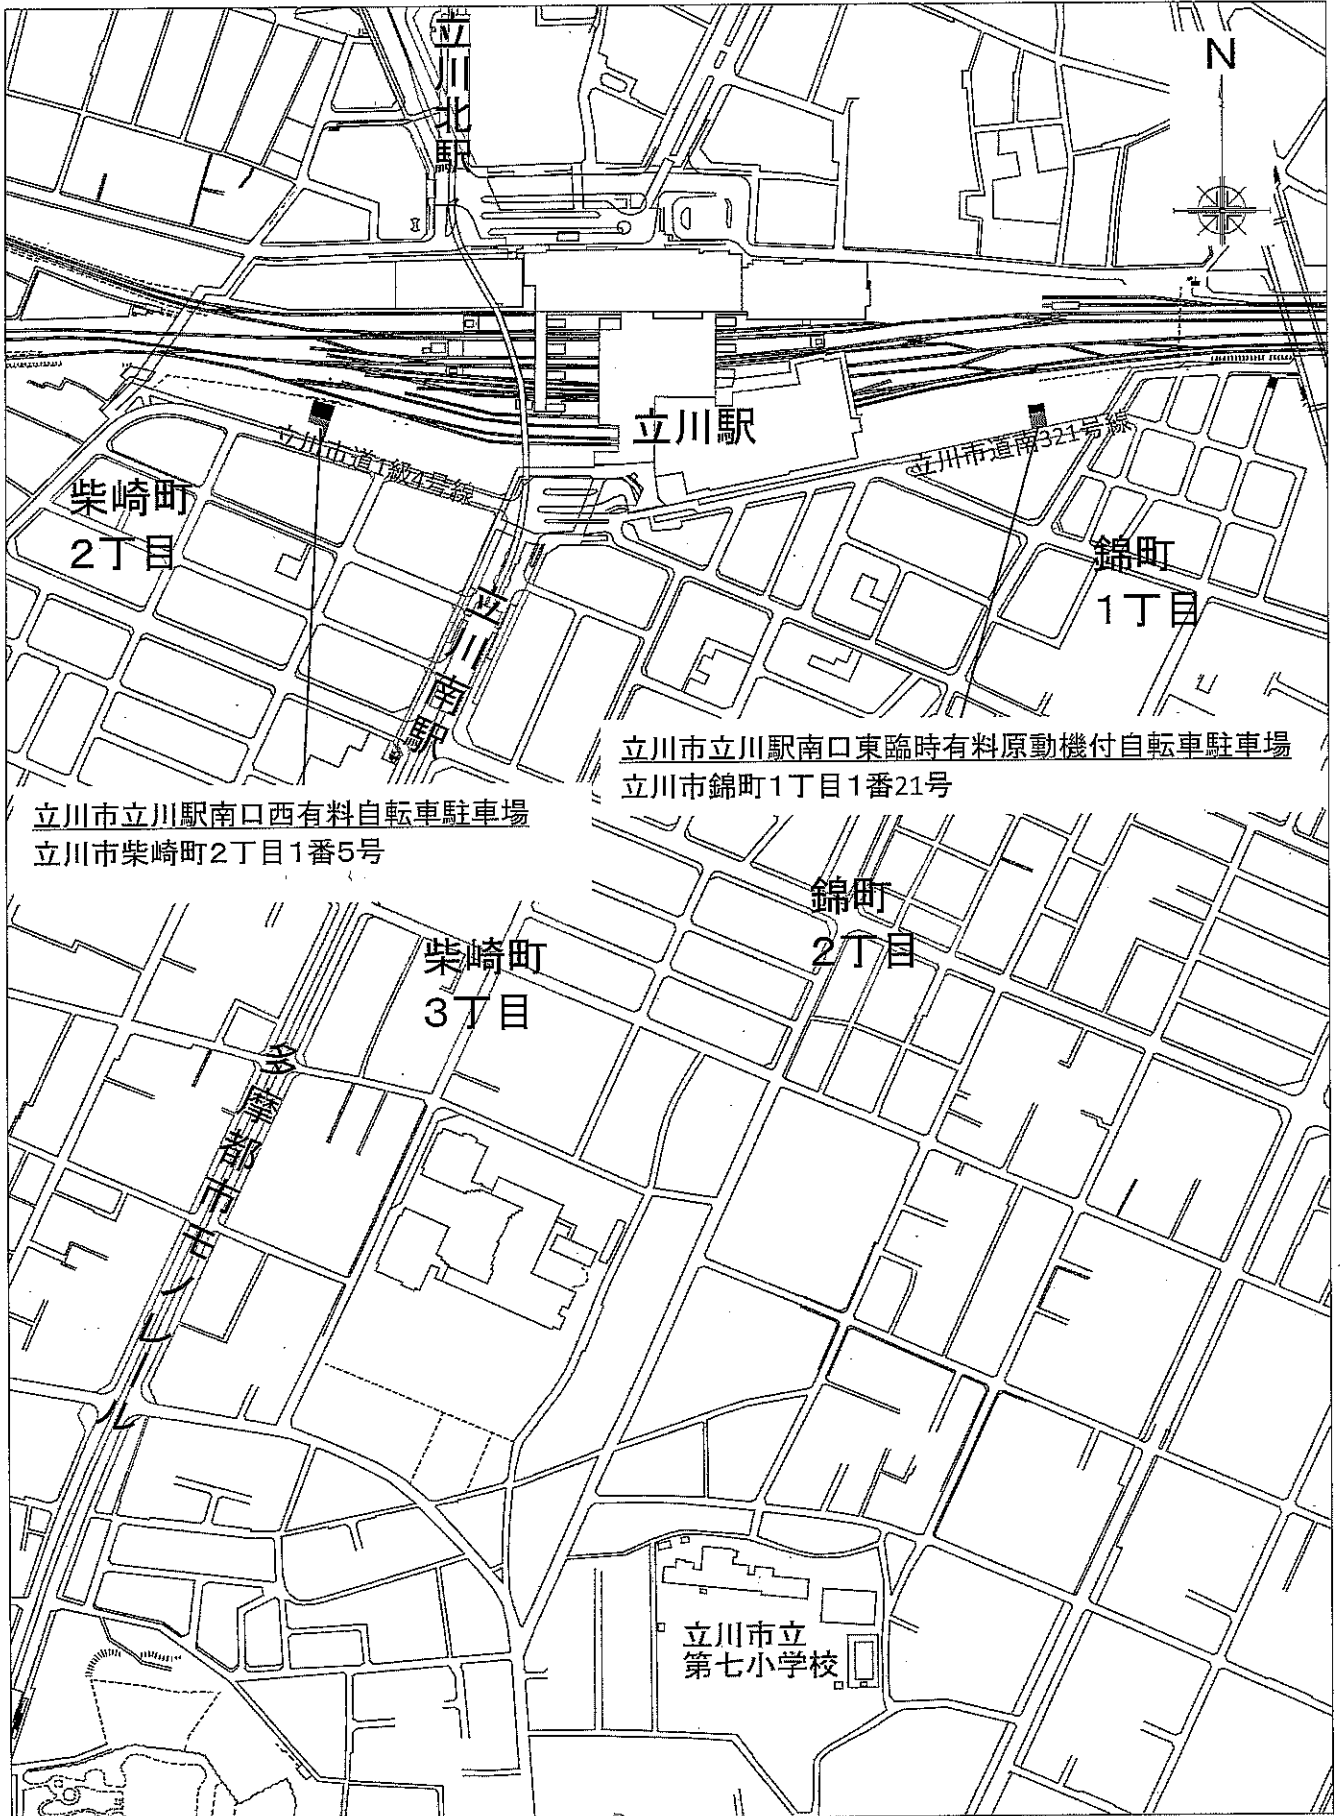 立川北駅
N
立川駅
立川市道1級4号線
立川市道南321号線
柴崎町
2丁目
錦町
1丁目
立川南駅
立川市立川駅南口東臨時有料原動機付自転車駐車場
立川市錦町1丁目1番21号
立川市立川駅南口西有料自転車駐車場
立川市柴崎町2丁目1番5号
錦町
2丁目
柴崎町
3丁目
多摩都市モノレール
立川市立
第七小学校